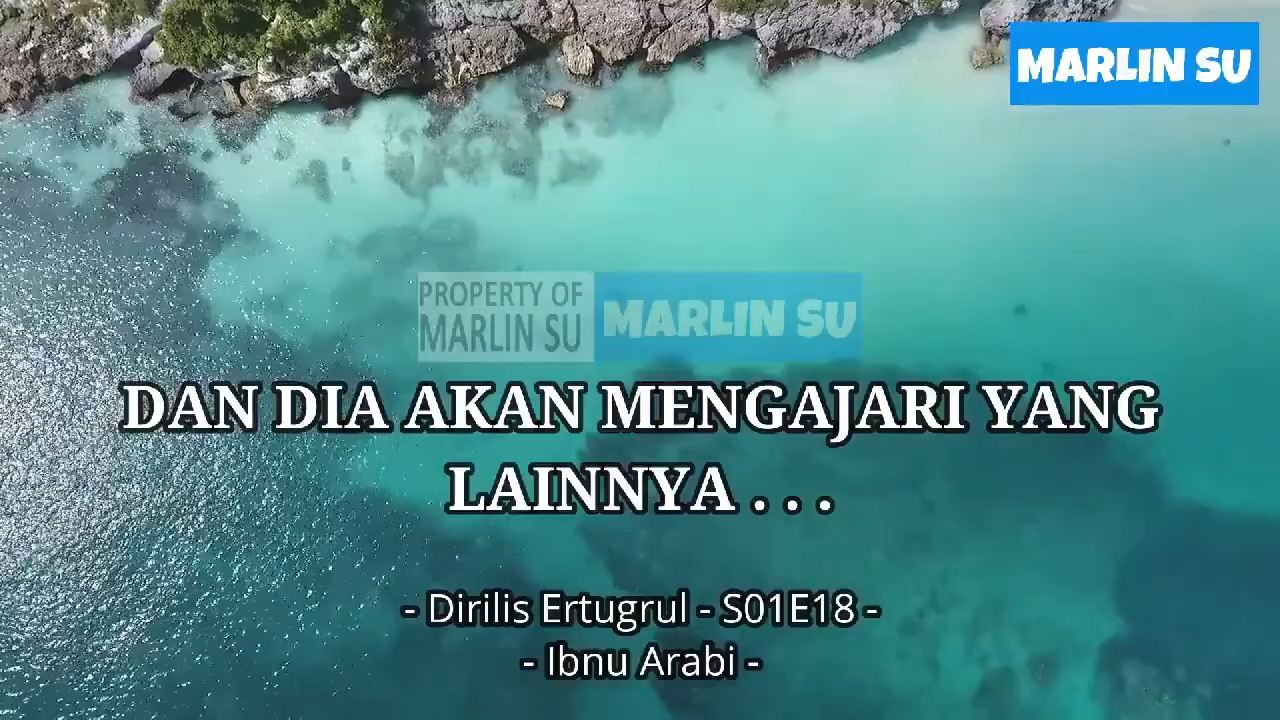 MARLIN SU
PROPERTY OF
MARLIN SU
MARLIN SU
DAN DIA AKAN MENGAJARI YANG
LAINNYA . . .
- Dirilis Ertugrul - S01E18 -
- Ibnu Arabi -